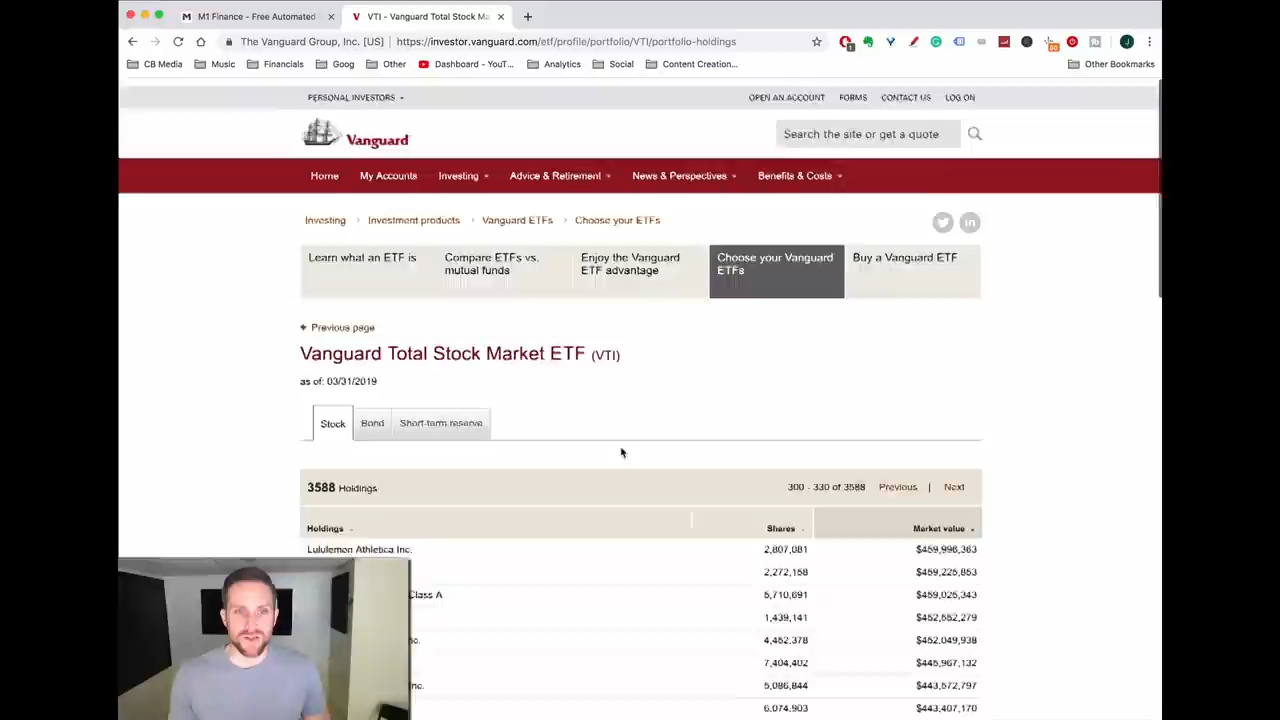 M1 Finance - Free Automated
VTI - Vanguard Total Stock Ma
The Vanguard Group, Inc. [US] | https://investor.vanguard.com/etf/profile/portfolio/VTI/portfolio-holdings
CB Media Music Financials Goog Other Dashboard - YouT... Analytics Social Content Creation... Other Bookmarks
PERSONAL INVESTORS OPEN AN ACCOUNT FORMS CONTACT US LOG ON
Vanguard
Search the site or get a quote
Home My Accounts Investing Advice & Retirement News & Perspectives Benefits & Costs
Investing Investment products Vanguard ETFs Choose your ETFs
Learn what an ETF is
Compare ETFs vs.
mutual funds
Enjoy the Vanguard
ETF advantage
Choose your Vanguard
ETFs
Buy a Vanguard ETF
Previous page
Vanguard Total Stock Market ETF (VTI)
as of: 03/31/2019
Stock Bond Short-term reserve
3588 Holdings 300 - 330 of 3588 Previous | Next
Holdings Shares Market value
Lululemon Athletica Inc. 2,807,081 $459,996,363
2,272,158 $459,225,853
Class A 5,710,691 $459,025,343
1,439,141 $452,652,279
nc. 4,452,378 $452,049,938
7,404,402 $445,967,132
Inc. 5,086,844 $443,572,797
6,074,903 $443,407,170